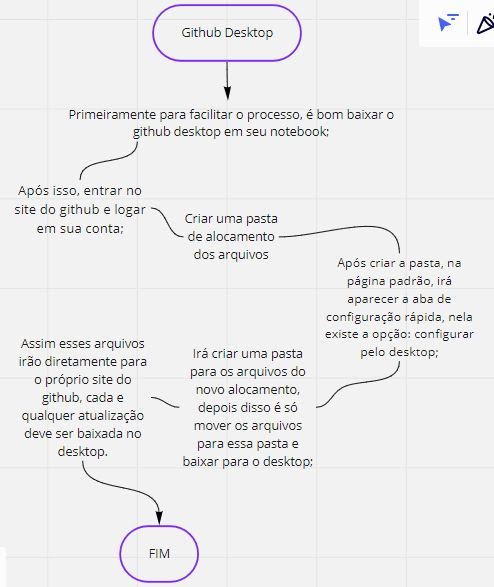 Github Desktop
Primeiramente para facilitar o processo, é bom baixar o
github desktop em seu notebook;
Após isso, entrar no
site do github e logar
em sua conta;
Criar uma pasta
de alocamento
dos arquivos
Após criar a pasta, na
página padrão, irá
aparecer a aba de
configuração rápida, nela
existe a opção: configurar
pelo desktop;
Irá criar uma pasta
para os arquivos do
novo alocamento,
depois disso é só
mover os arquivos
para essa pasta e
baixar para o desktop;
Assim esses arquivos
irão diretamente para
o próprio site do
github, cada e
qualquer atualização
deve ser baixada no
desktop.
FIM